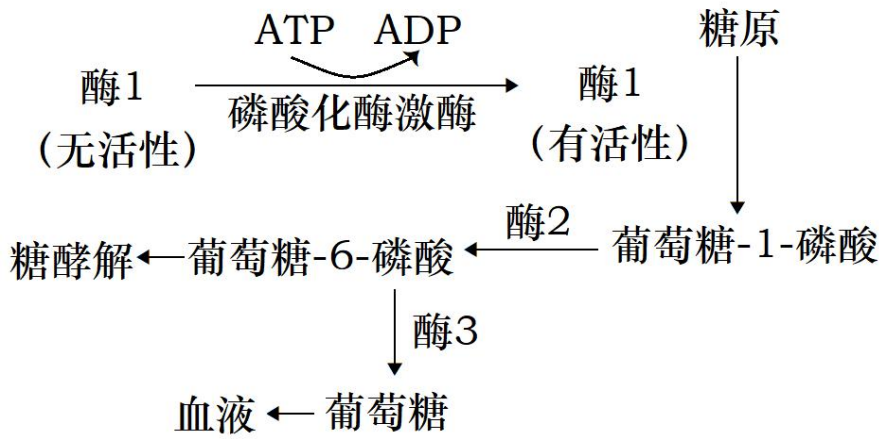 ATP ADP
糖原
酶1
磷酸化酶激酶
酶1
(无活性)
(有活性)
酶2
糖酵解
葡萄糖-6-磷酸
葡萄糖-1-磷酸
酶3
血液
葡萄糖